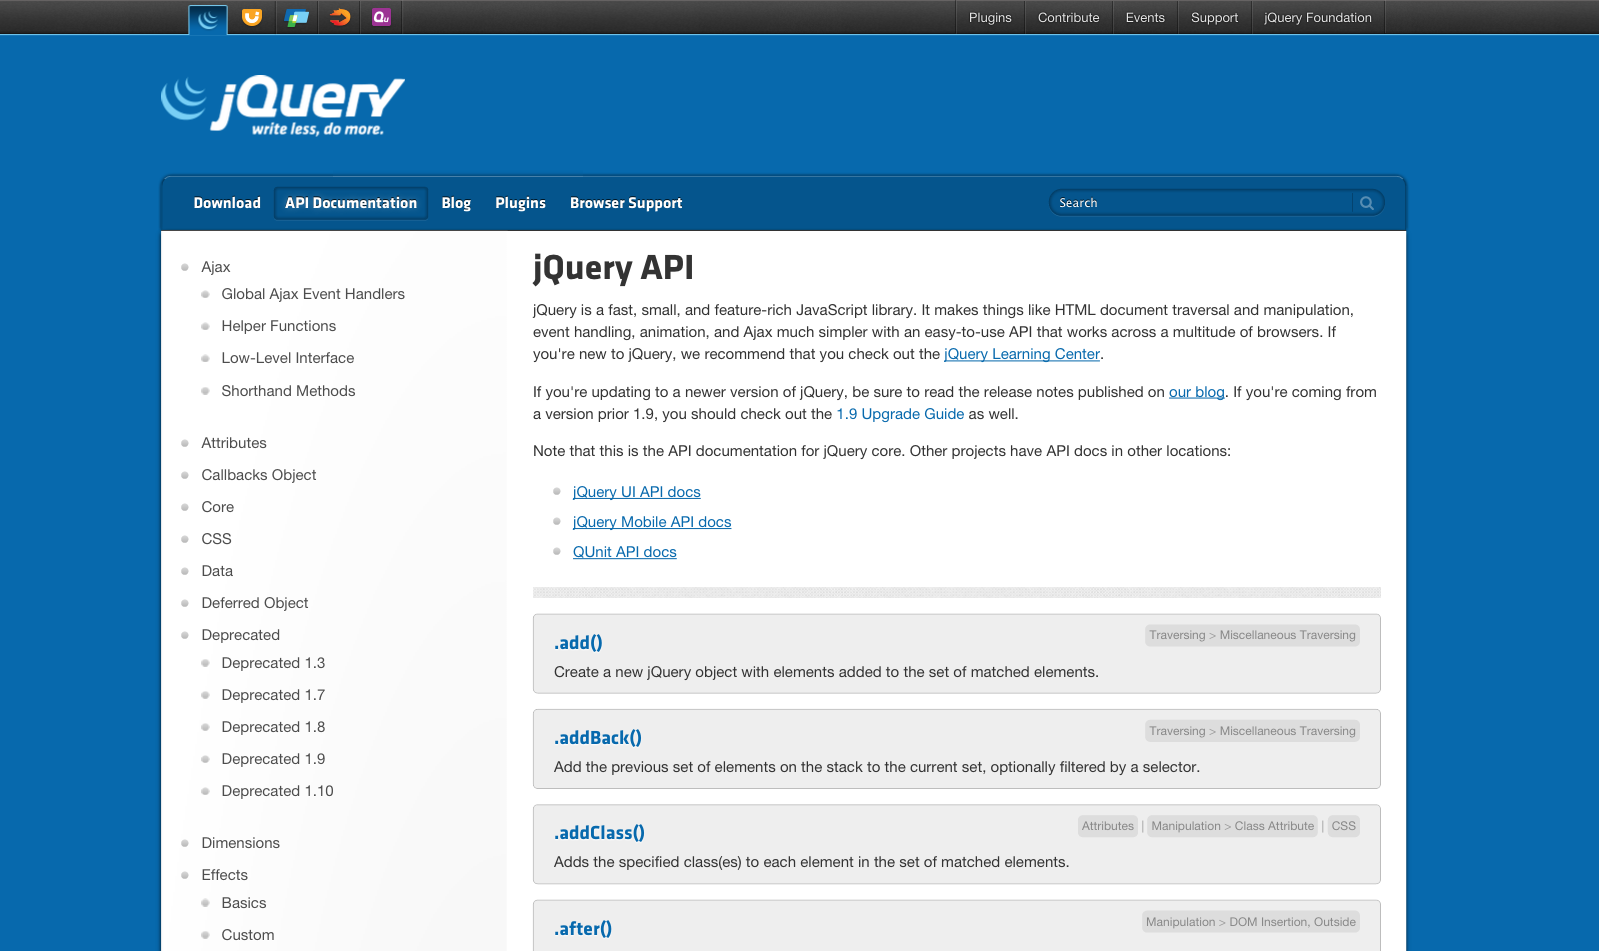 Qu
Plugins
Contribute
Events
Support
jQuery Foundation
jQuery
write less, do more.
Download
API Documentation
Blog
Plugins
Browser Support
Search
Ajax
Global Ajax Event Handlers
Helper Functions
Low-Level Interface
Shorthand Methods
Attributes
Callbacks Object
Core
CSS
Data
Deferred Object
Deprecated
Deprecated 1.3
Deprecated 1.7
Deprecated 1.8
Deprecated 1.9
Deprecated 1.10
Dimensions
Effects
Basics
Custom
jQuery API
jQuery is a fast, small, and feature-rich JavaScript library. It makes things like HTML document traversal and manipulation,
event handling, animation, and Ajax much simpler with an easy-to-use API that works across a multitude of browsers. If
you're new to jQuery, we recommend that you check out the jQuery Learning Center.
If you're updating to a newer version of jQuery, be sure to read the release notes published on our blog. If you're coming from
a version prior 1.9, you should check out the 1.9 Upgrade Guide as well.
Note that this is the API documentation for jQuery core. Other projects have API docs in other locations:
jQuery UI API docs
jQuery Mobile API docs
QUnit API docs
.add()
Traversing > Miscellaneous Traversing
Create a new jQuery object with elements added to the set of matched elements.
.addBack()
Traversing > Miscellaneous Traversing
Add the previous set of elements on the stack to the current set, optionally filtered by a selector.
.addClass()
Attributes | Manipulation > Class Attribute | CSS
Adds the specified class(es) to each element in the set of matched elements.
.after()
Manipulation > DOM Insertion, Outside